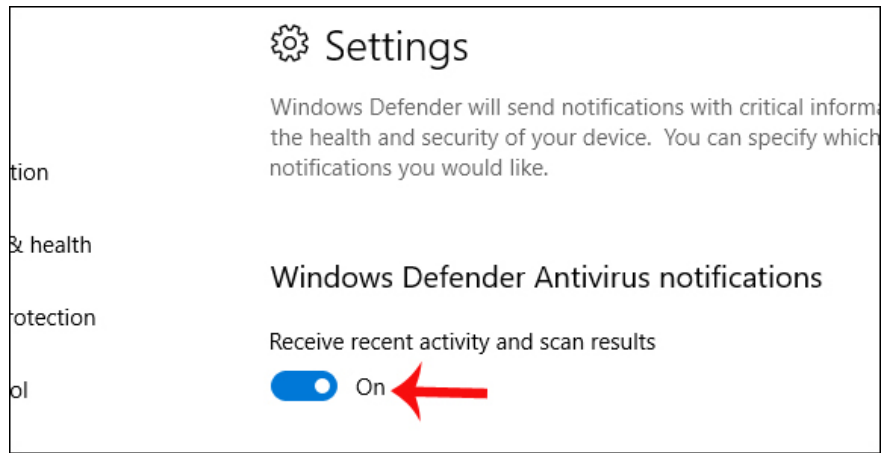 Settings
Windows Defender will send notifications with critical informa
the health and security of your device.  You can specify which
notifications you would like.
tion
& health
Windows Defender Antivirus notifications
otection
Receive recent activity and scan results
On
ol